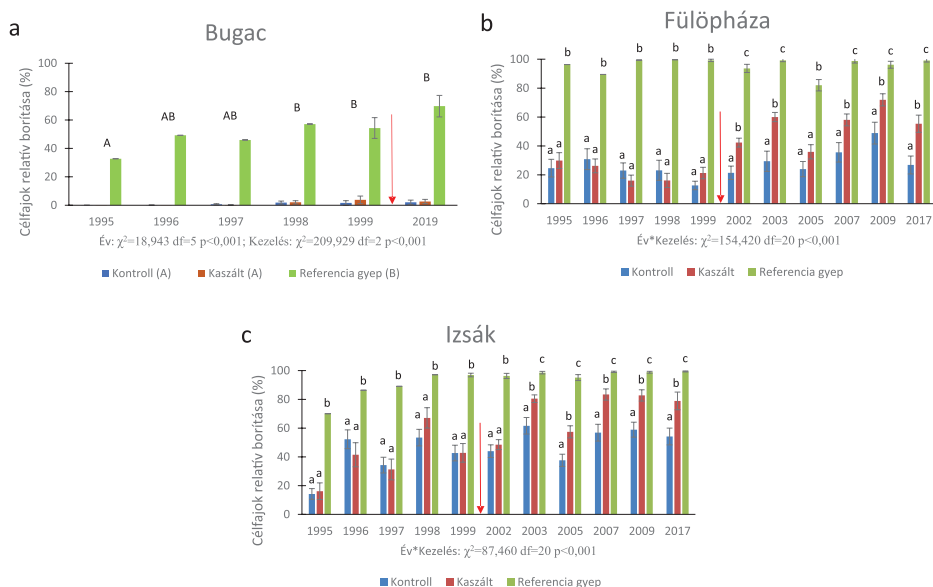 a
Bugac
Célfajok relatív borítása (%)
100
80
60
40
20
0
A
AB
AB
B
B
B
1995 1996 1997 1998 1999 2019
Év: χ²=18,943 df=5 p<0,001; Kezelés: χ²=209,929 df=2 p<0,001
Kontroll (A) Kaszált (A) Referencia gyep (B)
b
Fülöpháza
Célfajok relatív borítása (%)
100
80
60
40
20
0
a a b
a a b
a a b
a a b
a a b
a b c
a b c
a a b
a b c
a b c
a b c
1995 1996 1997 1998 1999 2002 2003 2005 2007 2009 2017
Év*Kezelés: χ²=154,420 df=20 p<0,001
Kontroll Kaszált Referencia gyep
c
Izsák
Célfajok relatív borítása (%)
100
80
60
40
20
0
a a b
a a b
a a b
a a b
a a b
a a b
a b c
a b c
a b c
a b c
a b c
1995 1996 1997 1998 1999 2002 2003 2005 2007 2009 2017
Év*Kezelés: χ²=87,460 df=20 p<0,001
Kontroll Kaszált Referencia gyep